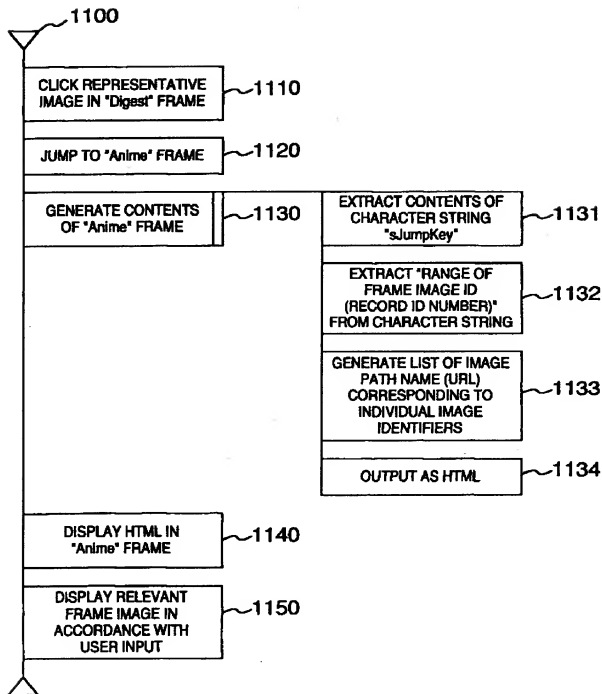 1100
CLICK REPRESENTATIVE
IMAGE IN "Digest" FRAME
1110
JUMP TO "Anime" FRAME
1120
GENERATE CONTENTS
OF "Anime" FRAME
1130
EXTRACT CONTENTS OF
CHARACTER STRING
"sJumpKey"
1131
EXTRACT "RANGE OF
FRAME IMAGE ID
(RECORD ID NUMBER)"
FROM CHARACTER STRING
1132
GENERATE LIST OF IMAGE
PATH NAME (URL)
CORRESPONDING TO
INDIVIDUAL IMAGE
IDENTIFIERS
1133
OUTPUT AS HTML
1134
DISPLAY HTML IN
"Anime" FRAME
1140
DISPLAY RELEVANT
FRAME IMAGE IN
ACCORDANCE WITH
USER INPUT
1150